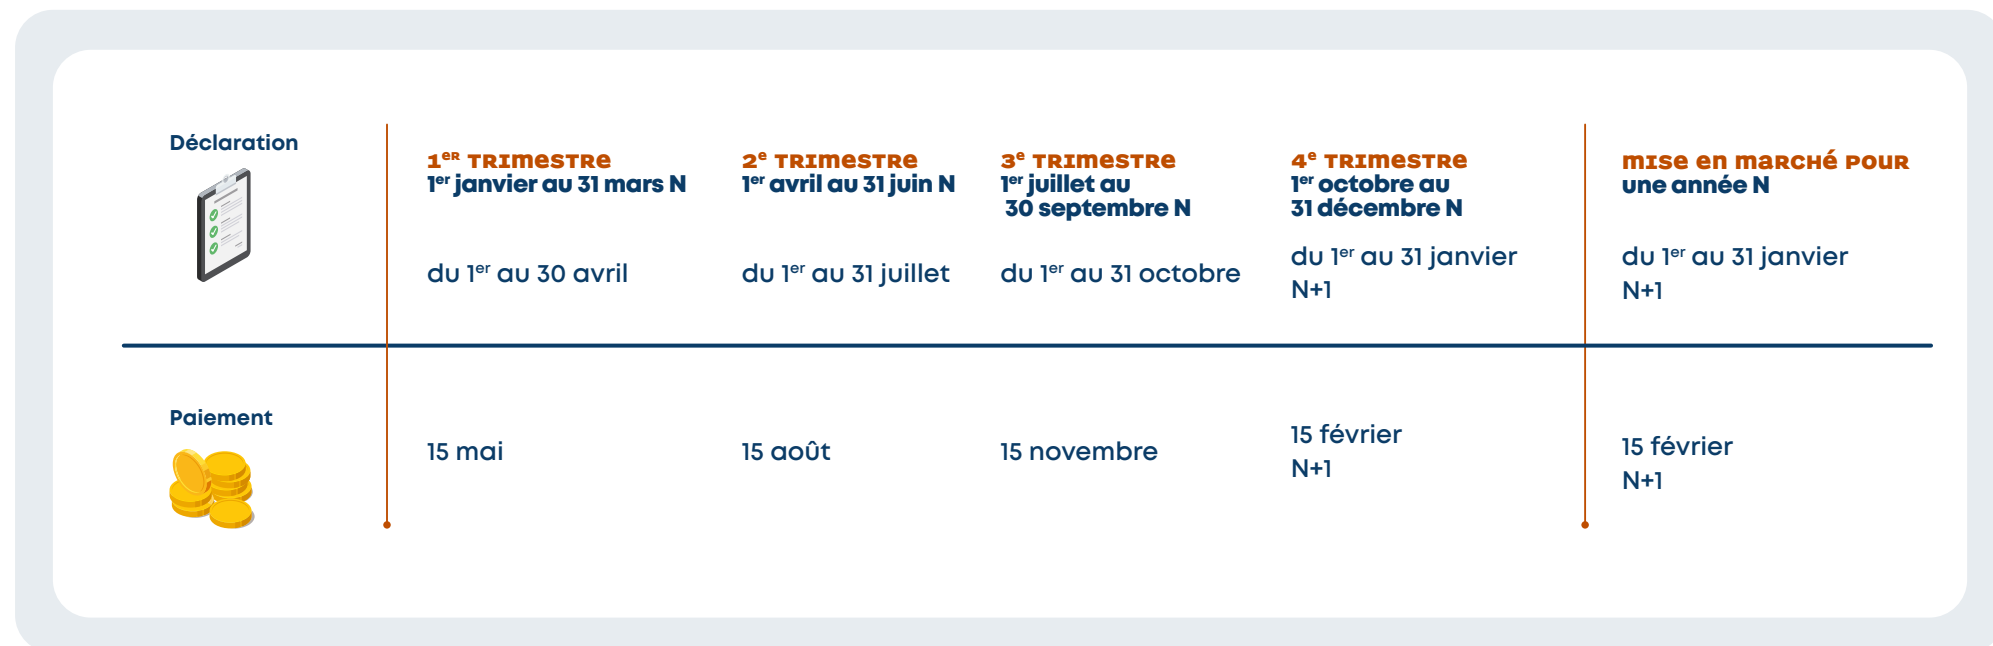 Déclaration
1er TRIMESTRE
1er janvier au 31 mars N
du 1er au 30 avril
2e TRIMESTRE
1er avril au 31 juin N
du 1er au 31 juillet
3e TRIMESTRE
1er juillet au
30 septembre N
du 1er au 31 octobre
4e TRIMESTRE
1er octobre au
31 décembre N
du 1er au 31 janvier
N+1
mise en marché pour
une année N
du 1er au 31 janvier
N+1
Paiement
15 mai
15 août
15 novembre
15 février
N+1
15 février
N+1